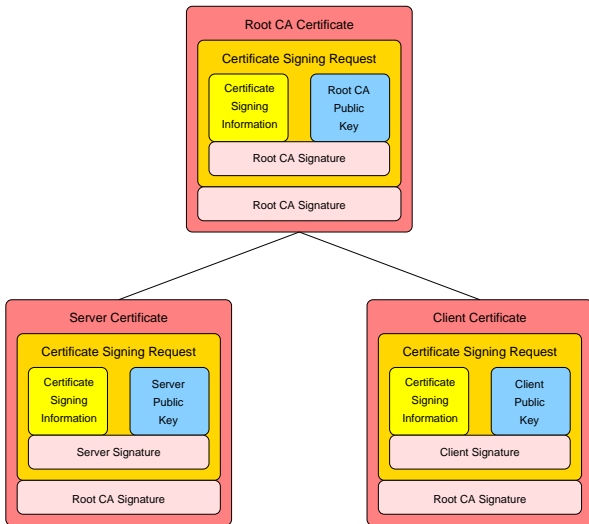 Root CA Certificate
Certificate Signing Request
Certificate
Signing
Information
Root CA
Public
Key
Root CA Signature
Root CA Signature
Server Certificate
Certificate Signing Request
Certificate
Signing
Information
Server
Public
Key
Server Signature
Root CA Signature
Client Certificate
Certificate Signing Request
Certificate
Signing
Information
Client
Public
Key
Client Signature
Root CA Signature